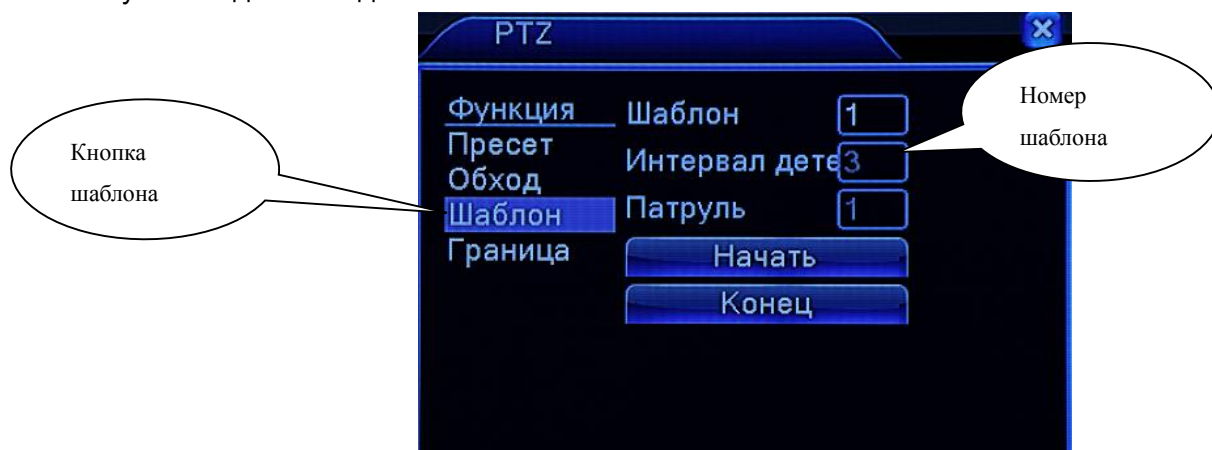 PTZ
Функция
Пресет
Обход
Шаблон
Граница
Шаблон 1
Интервал дете 3
Патруль 1
Начать
Конец
Кнопка
шаблона
Номер
шаблона